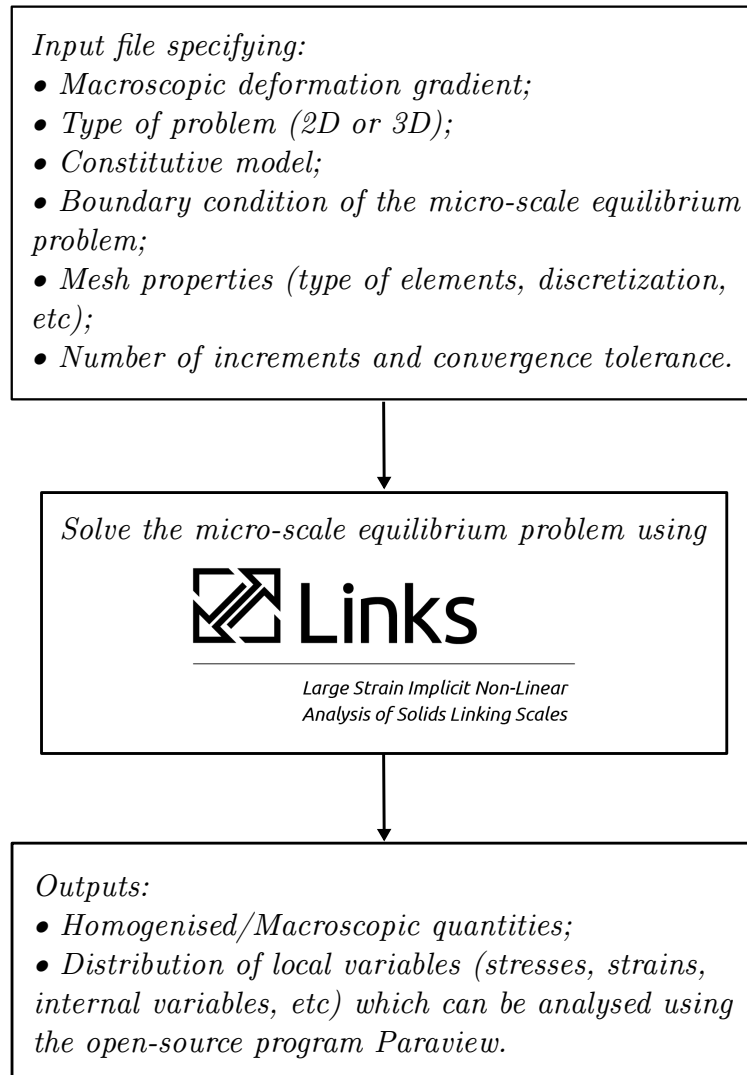 Input file specifying:
• Macroscopic deformation gradient;
• Type of problem (2D or 3D);
• Constitutive model;
• Boundary condition of the micro-scale equilibrium
problem;
• Mesh properties (type of elements, discretization,
etc);
• Number of increments and convergence tolerance.
Solve the micro-scale equilibrium problem using
Links
Large Strain Implicit Non-Linear
Analysis of Solids Linking Scales
Outputs:
• Homogenised/Macroscopic quantities;
• Distribution of local variables (stresses, strains,
internal variables, etc) which can be analysed using
the open-source program Paraview.